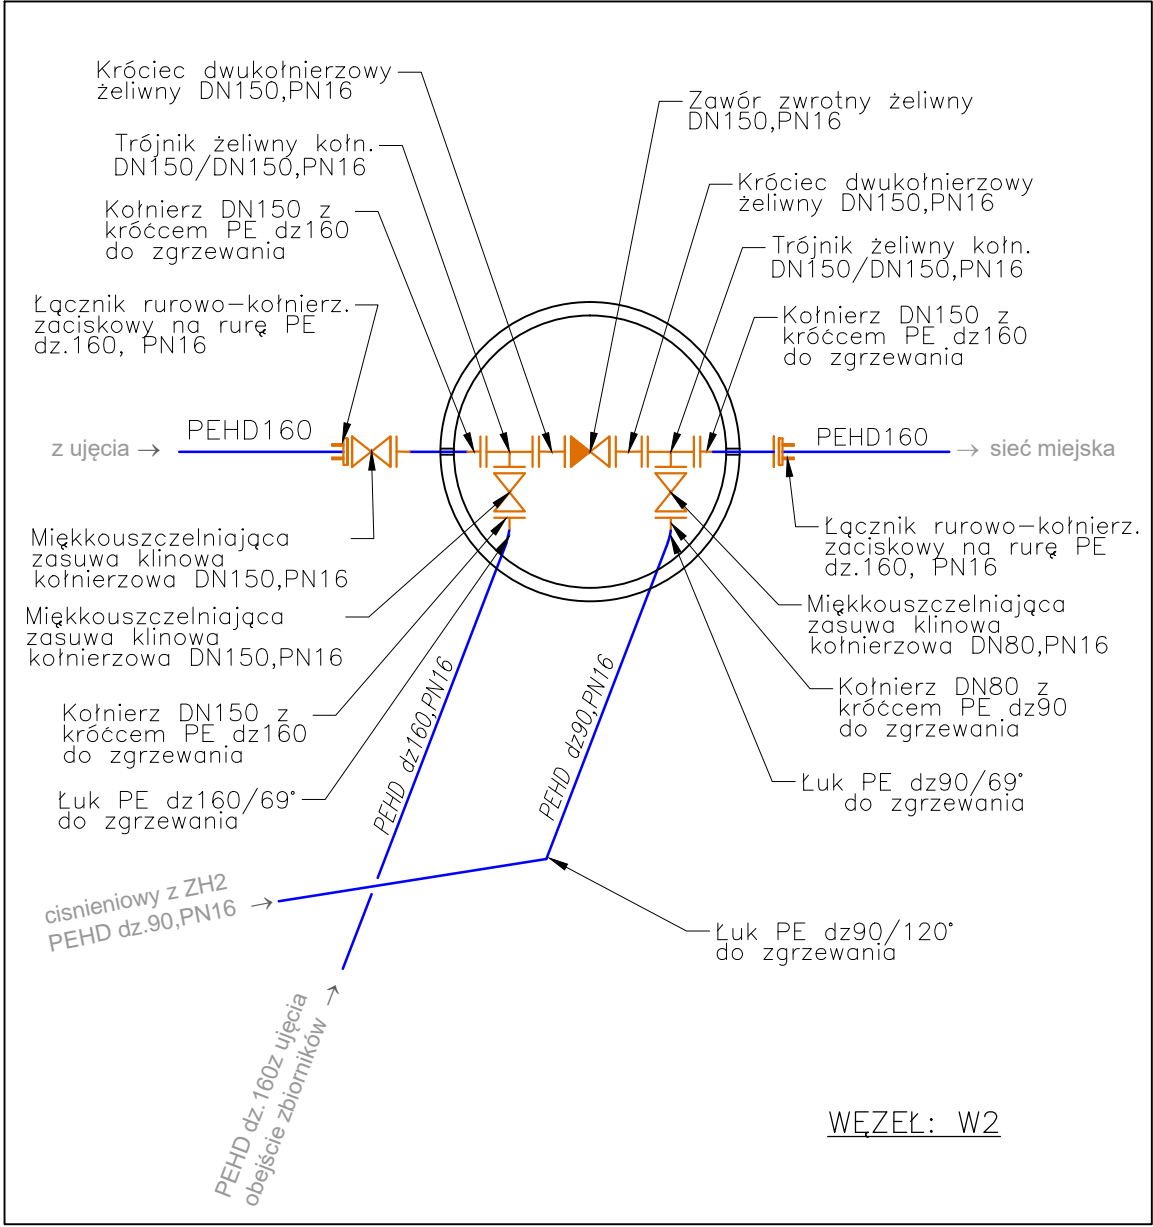 Króciec dwukołnierzowy
żeliwny DN150,PN16
Trójnik żeliwny kołn.
DN150/DN150,PN16
Kołnierz DN150 z
króćcem PE dz160
do zgrzewania
Łącznik rurowo-kołnierz.
zaciskowy na rurę PE
dz.160, PN16
Zawór zwrotny żeliwny
DN150,PN16
Króciec dwukołnierzowy
żeliwny DN150,PN16
Trójnik żeliwny kołn.
DN150/DN150,PN16
Kołnierz DN150 z
króćcem PE dz160
do zgrzewania
z ujęcia →
PEHD160
PEHD160
→ sieć miejska
Miękkouszczelniająca
zasuwa klinowa
kołnierzowa DN150,PN16
Miękkouszczelniająca
zasuwa klinowa
kołnierzowa DN150,PN16
Kołnierz DN150 z
króćcem PE dz160
do zgrzewania
Łuk PE dz160/69°
do zgrzewania
Łącznik rurowo-kołnierz.
zaciskowy na rurę PE
dz.160, PN16
Miękkouszczelniająca
zasuwa klinowa
kołnierzowa DN80,PN16
Kołnierz DN80 z
króćcem PE dz90
do zgrzewania
Łuk PE dz90/69°
do zgrzewania
PEHD dz160,PN16
PEHD dz90,PN16
cisnieniowy z ZH2
PEHD dz.90,PN16 →
Łuk PE dz90/120°
do zgrzewania
PEHD dz.160z ujęcia
obejście zbiorników →
WĘZEŁ: W2